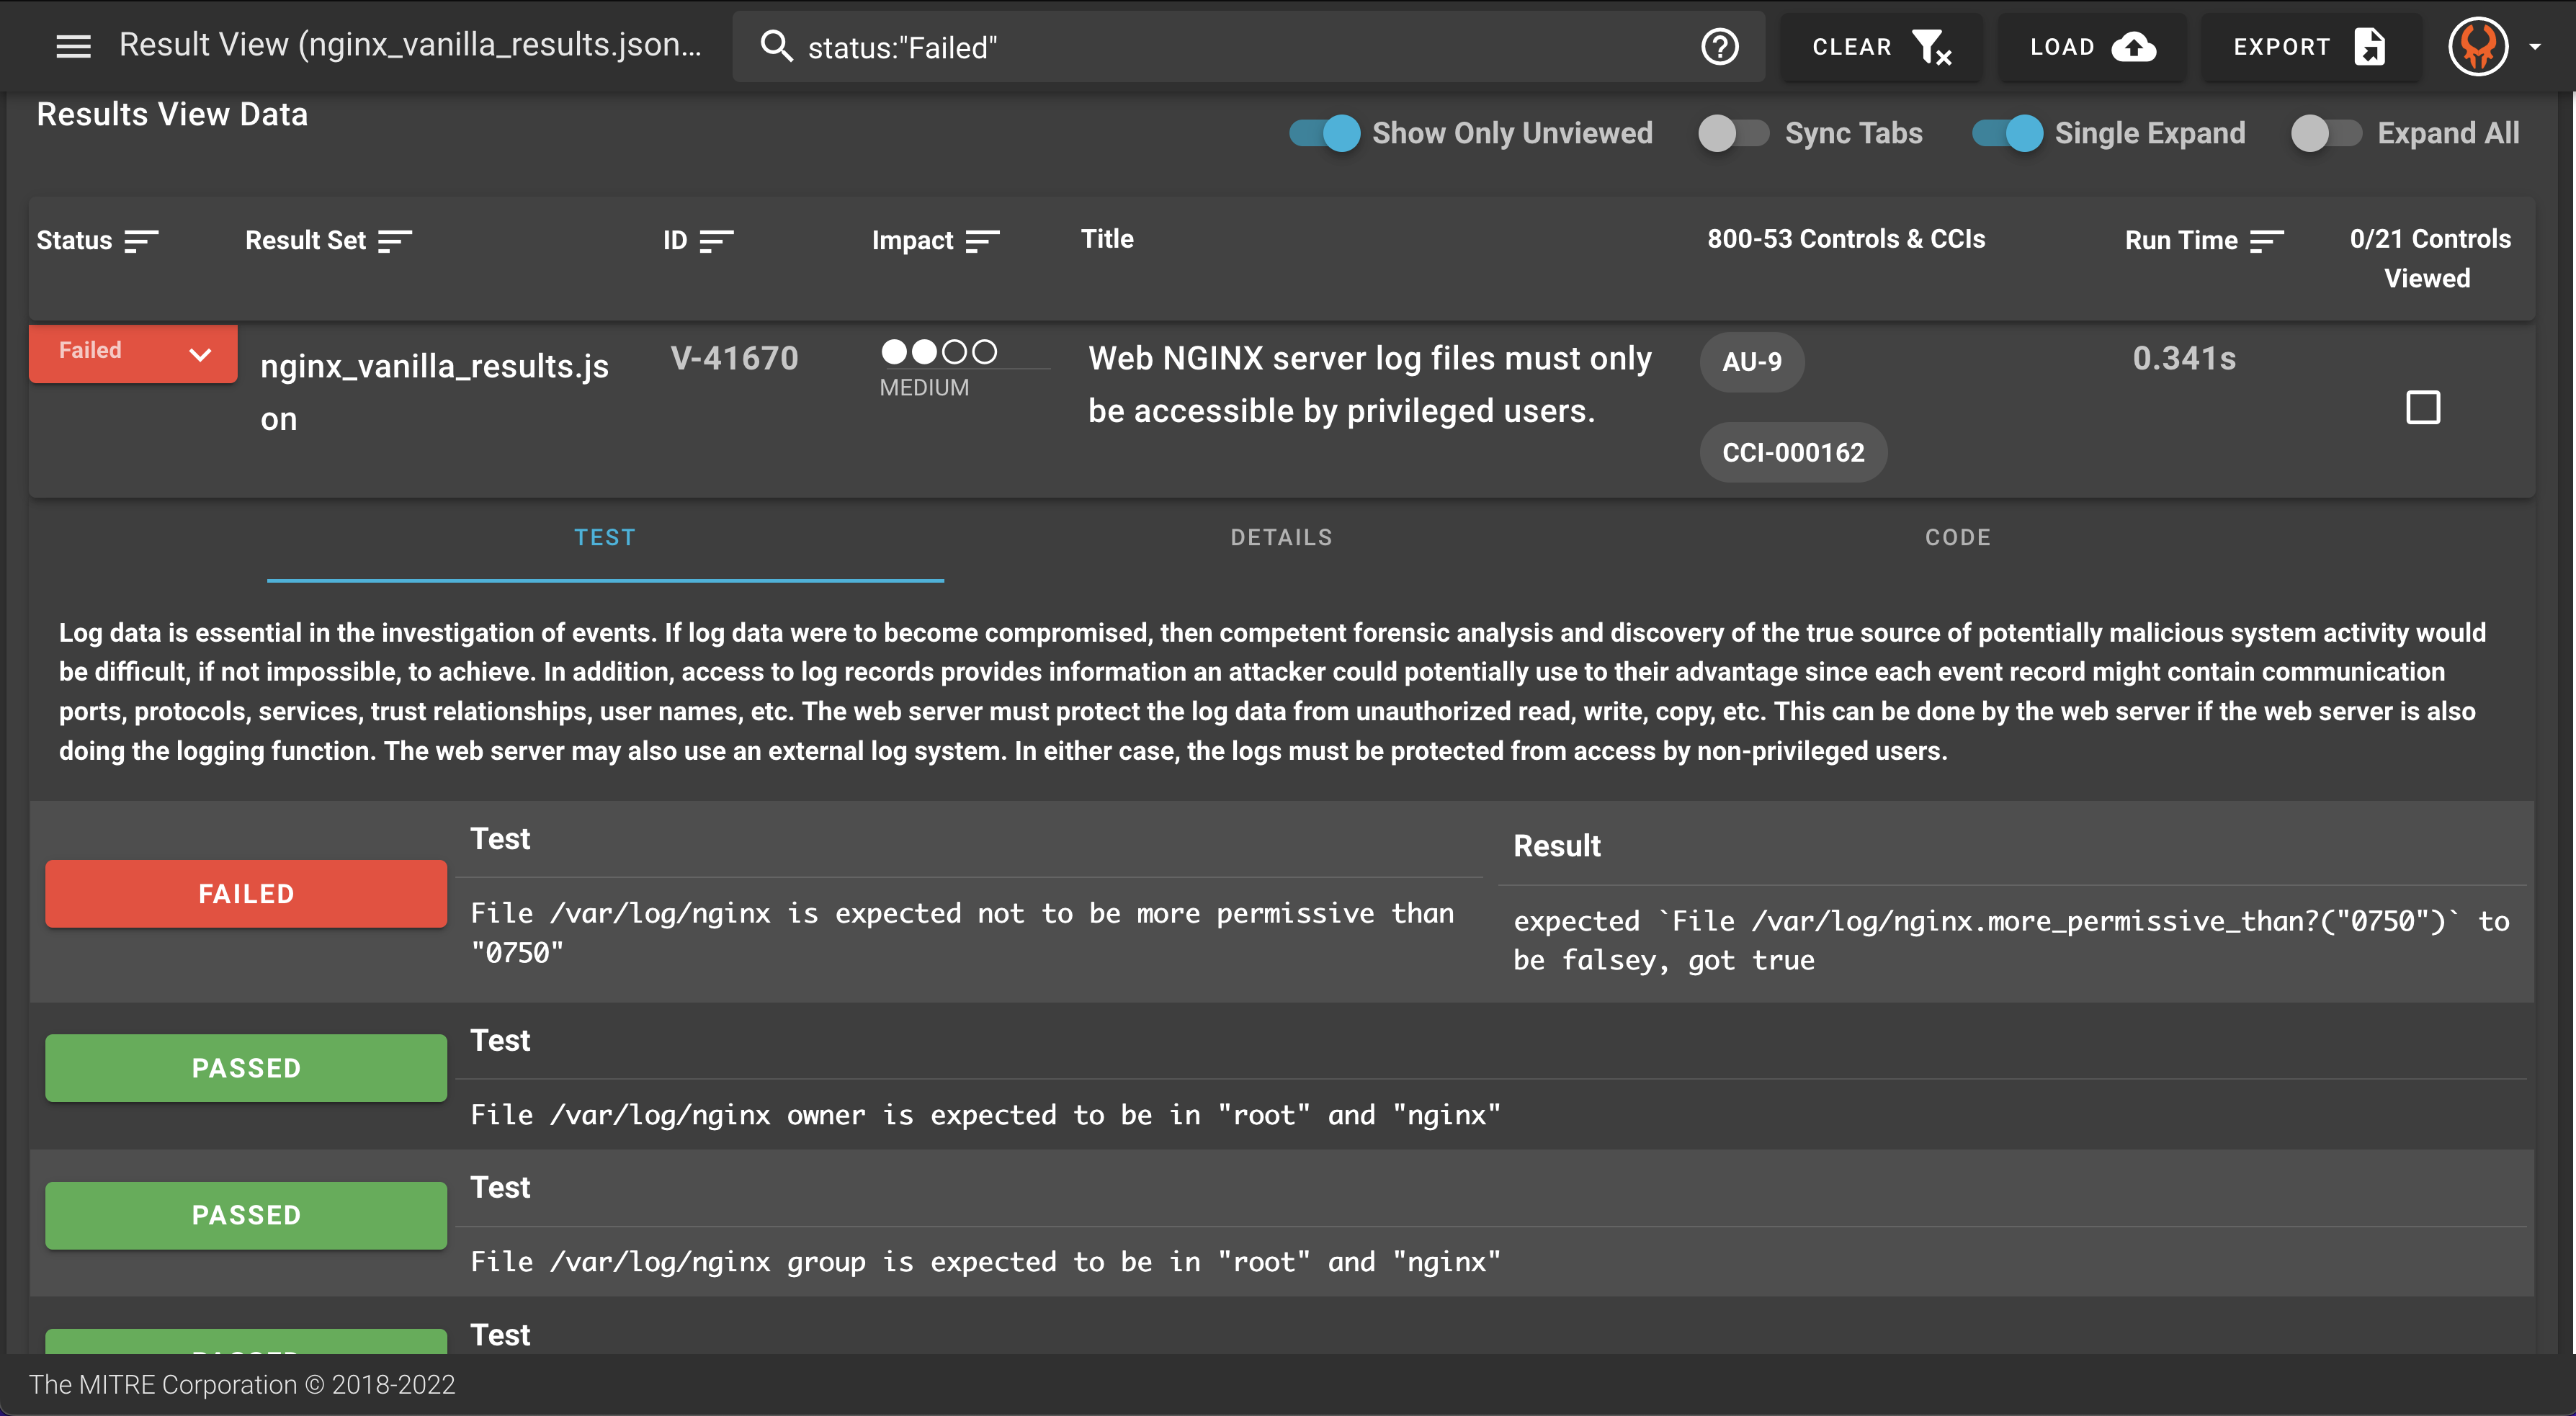 Result View (nginx_vanilla_results.json...
status:"Failed"
CLEAR
LOAD
EXPORT
Results View Data
Show Only Unviewed
Sync Tabs
Single Expand
Expand All
Status
Result Set
ID
Impact
Title
800-53 Controls & CCIs
Run Time
0/21 Controls
Viewed
Failed
nginx_vanilla_results.js
on
V-41670
MEDIUM
Web NGINX server log files must only
be accessible by privileged users.
AU-9
CCI-000162
0.341s
TEST
DETAILS
CODE
Log data is essential in the investigation of events. If log data were to become compromised, then competent forensic analysis and discovery of the true source of potentially malicious system activity would
be difficult, if not impossible, to achieve. In addition, access to log records provides information an attacker could potentially use to their advantage since each event record might contain communication
ports, protocols, services, trust relationships, user names, etc. The web server must protect the log data from unauthorized read, write, copy, etc. This can be done by the web server if the web server is also
doing the logging function. The web server may also use an external log system. In either case, the logs must be protected from access by non-privileged users.
FAILED
Test
File /var/log/nginx is expected not to be more permissive than
"0750"
Result
expected `File /var/log/nginx.more_permissive_than?("0750")` to
be falsey, got true
PASSED
Test
File /var/log/nginx owner is expected to be in "root" and "nginx"
PASSED
Test
File /var/log/nginx group is expected to be in "root" and "nginx"
PASSED
Test
The MITRE Corporation © 2018-2022